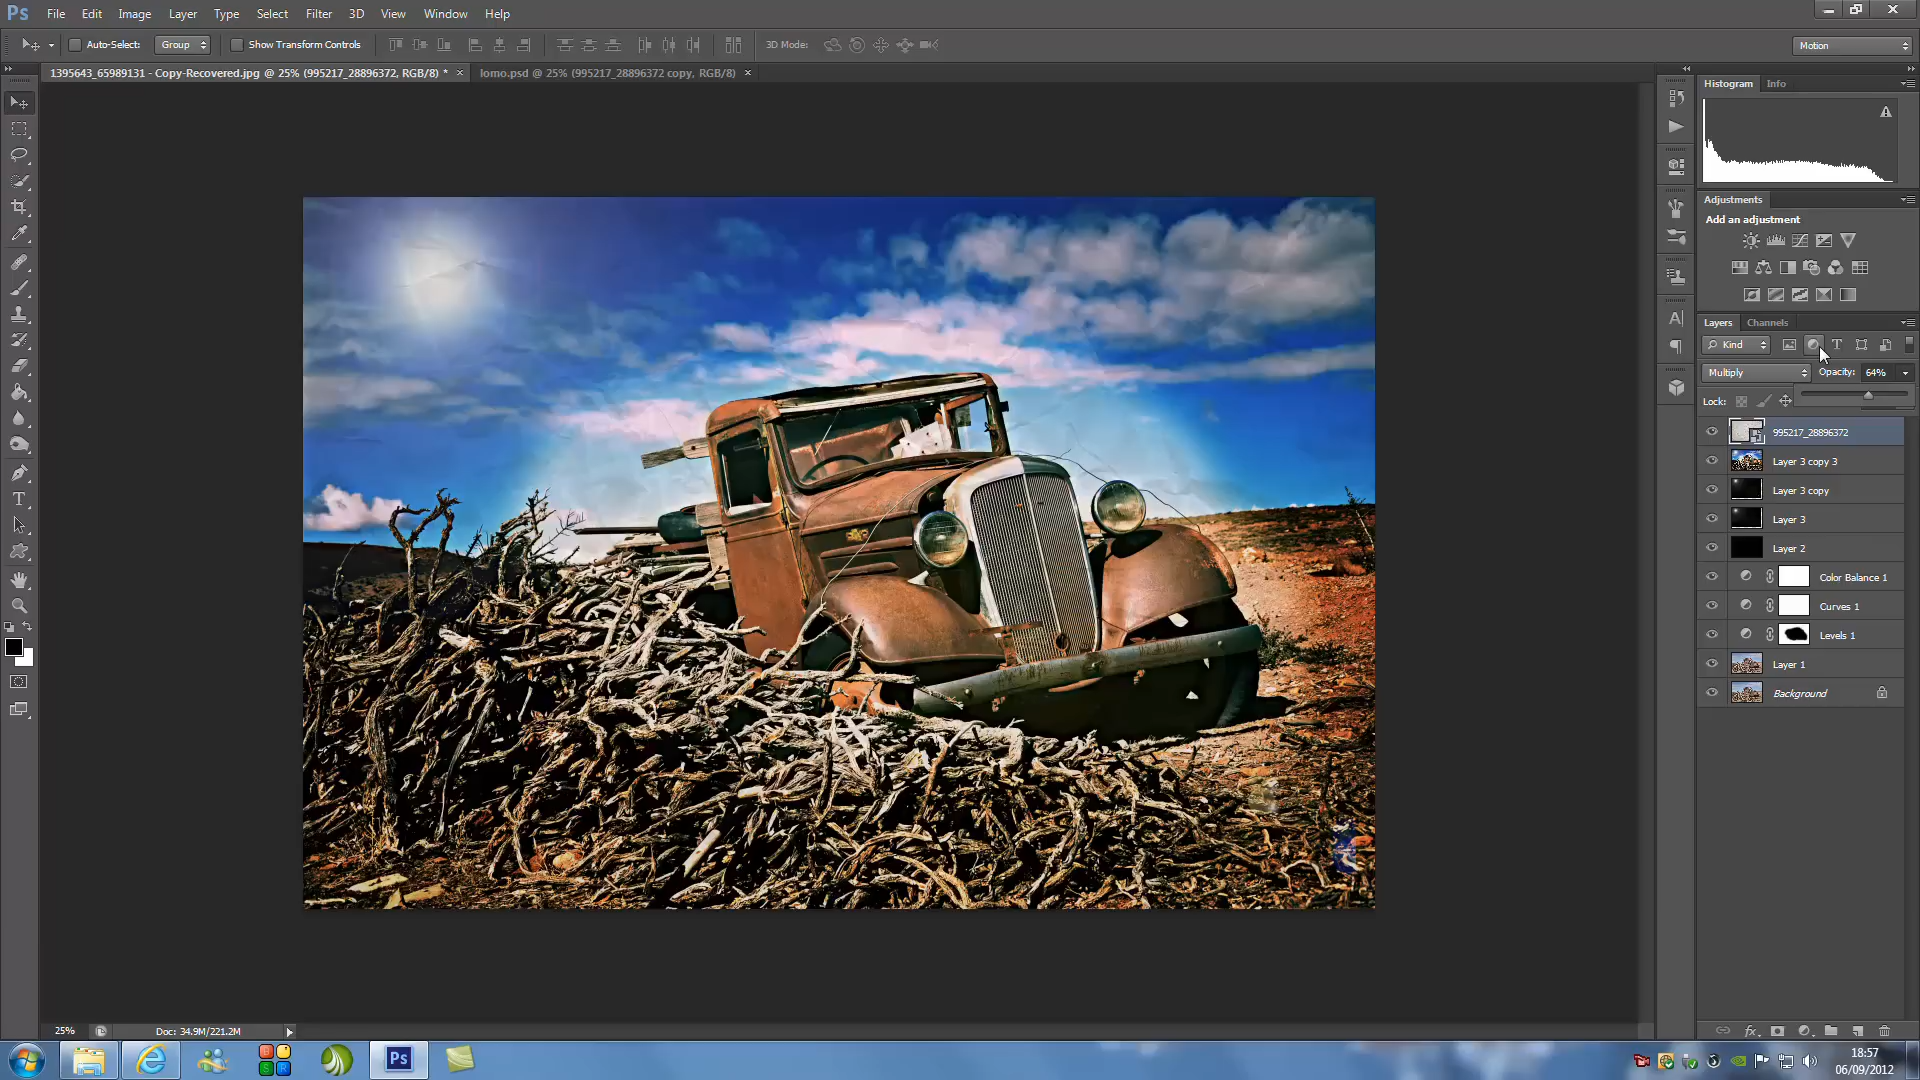 Ps File Edit Image Layer Type Select Filter 3D View Window Help
Auto-Select: Group Show Transform Controls 3D Mode: Motion
1395643_65989131 - Copy-Recovered.jpg @ 25% (995217_28896372, RGB/8) * × lomo.psd @ 25% (995217_28896372 copy, RGB/8) ×
Histogram Info
Adjustments
Add an adjustment
Layers Channels
Kind
Multiply Opacity: 64%
Lock:
995217_28896372
Layer 3 copy 3
Layer 3 copy
Layer 3
Layer 2
Color Balance 1
Curves 1
Levels 1
Layer 1
Background
25% Doc: 34.9M/221.2M
Ps
18:57
06/09/2012